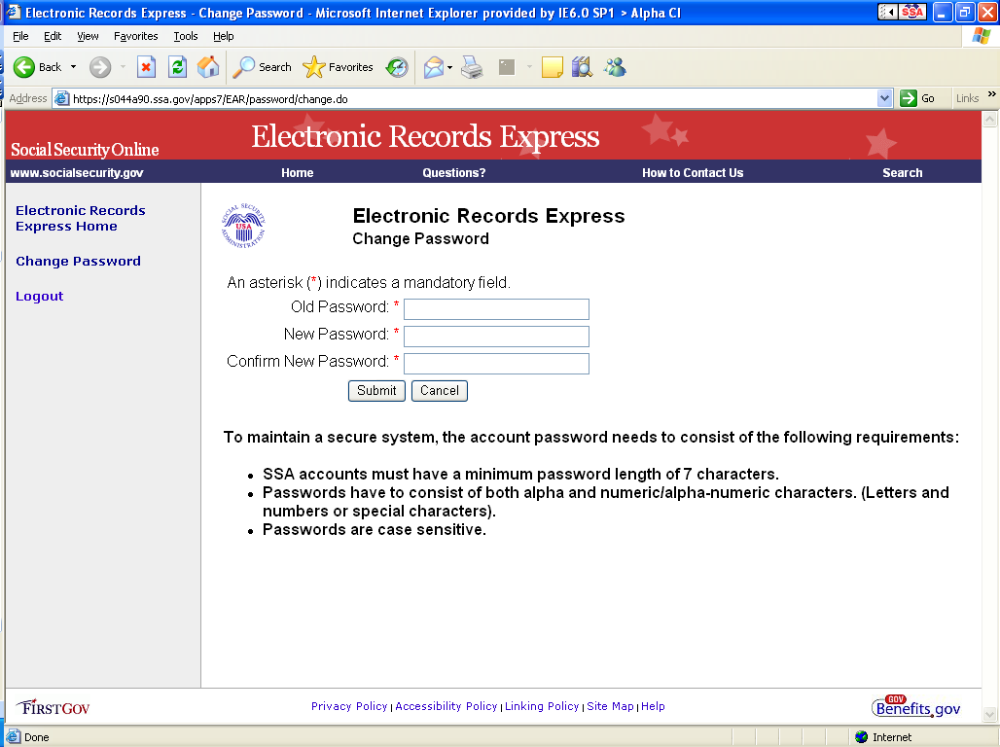 Electronic Records Express - Change Password - Microsoft Internet Explorer provided by IE6.0 SP1 > Alpha CI
SSA
File Edit View Favorites Tools Help
Back Search Favorites
Address https://s044a90.ssa.gov/apps7/EAR/password/change.do Go Links »
Social Security Online Electronic Records Express
www.socialsecurity.gov Home Questions? How to Contact Us Search
Electronic Records
Express Home
Change Password
Logout
SOCIAL SECURITY ADMINISTRATION
USA
Electronic Records Express
Change Password
An asterisk (*) indicates a mandatory field.
Old Password: *
New Password: *
Confirm New Password: *
Submit Cancel
To maintain a secure system, the account password needs to consist of the following requirements:
• SSA accounts must have a minimum password length of 7 characters.
• Passwords have to consist of both alpha and numeric/alpha-numeric characters. (Letters and
numbers or special characters).
• Passwords are case sensitive.
FIRSTGOV Privacy Policy | Accessibility Policy | Linking Policy | Site Map | Help
GOV
Benefits.gov
Done Internet